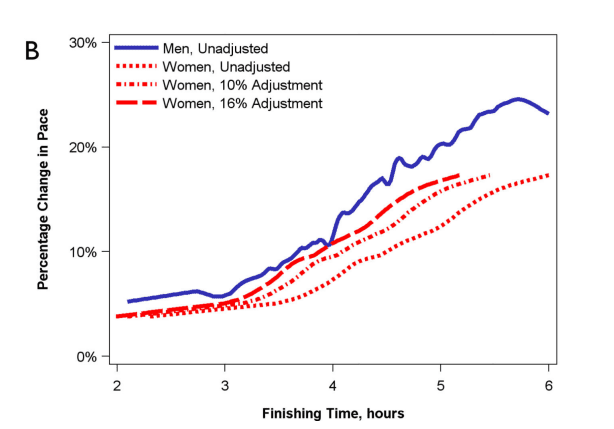 B
30%
20%
10%
0%
Percentage Change in Pace
Men, Unadjusted
Women, Unadjusted
Women, 10% Adjustment
Women, 16% Adjustment
2 3 4 5 6
Finishing Time, hours